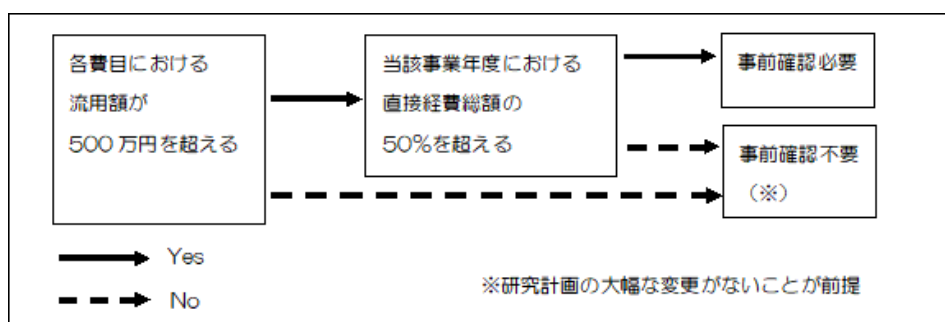 各費目における
流用額が
500万円を超える
当該事業年度における
直接経費総額の
50%を超える
事前確認必要
事前確認不要
（※）
Yes
No
※研究計画の大幅な変更がないことが前提